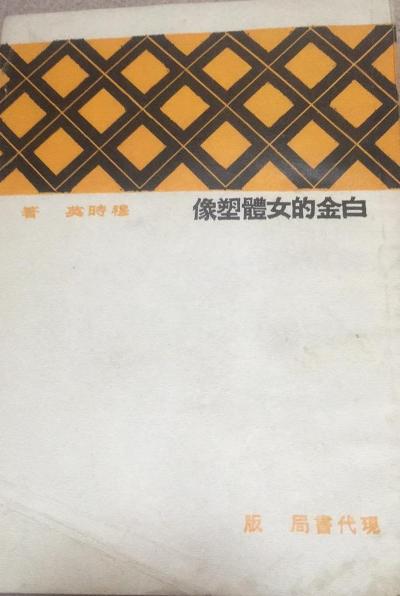 白金的女體塑像
穆時英 著
現代書局 版